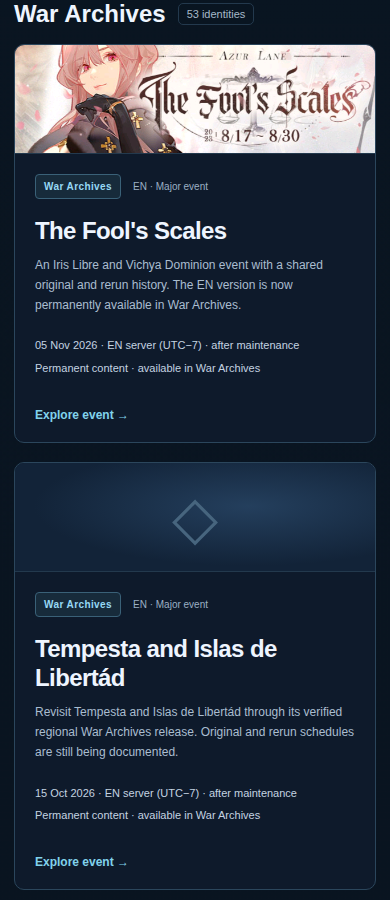 War Archives
53 identities
AZUR LANE
The Fool's Scales
2023 8/17 ~ 8/30
War Archives
EN · Major event
The Fool's Scales
An Iris Libre and Vichya Dominion event with a shared
original and rerun history. The EN version is now
permanently available in War Archives.
05 Nov 2026 · EN server (UTC−7) · after maintenance
Permanent content · available in War Archives
Explore event →
War Archives
EN · Major event
Tempesta and Islas de
Libertád
Revisit Tempesta and Islas de Libertád through its verified
regional War Archives release. Original and rerun schedules
are still being documented.
15 Oct 2026 · EN server (UTC−7) · after maintenance
Permanent content · available in War Archives
Explore event →